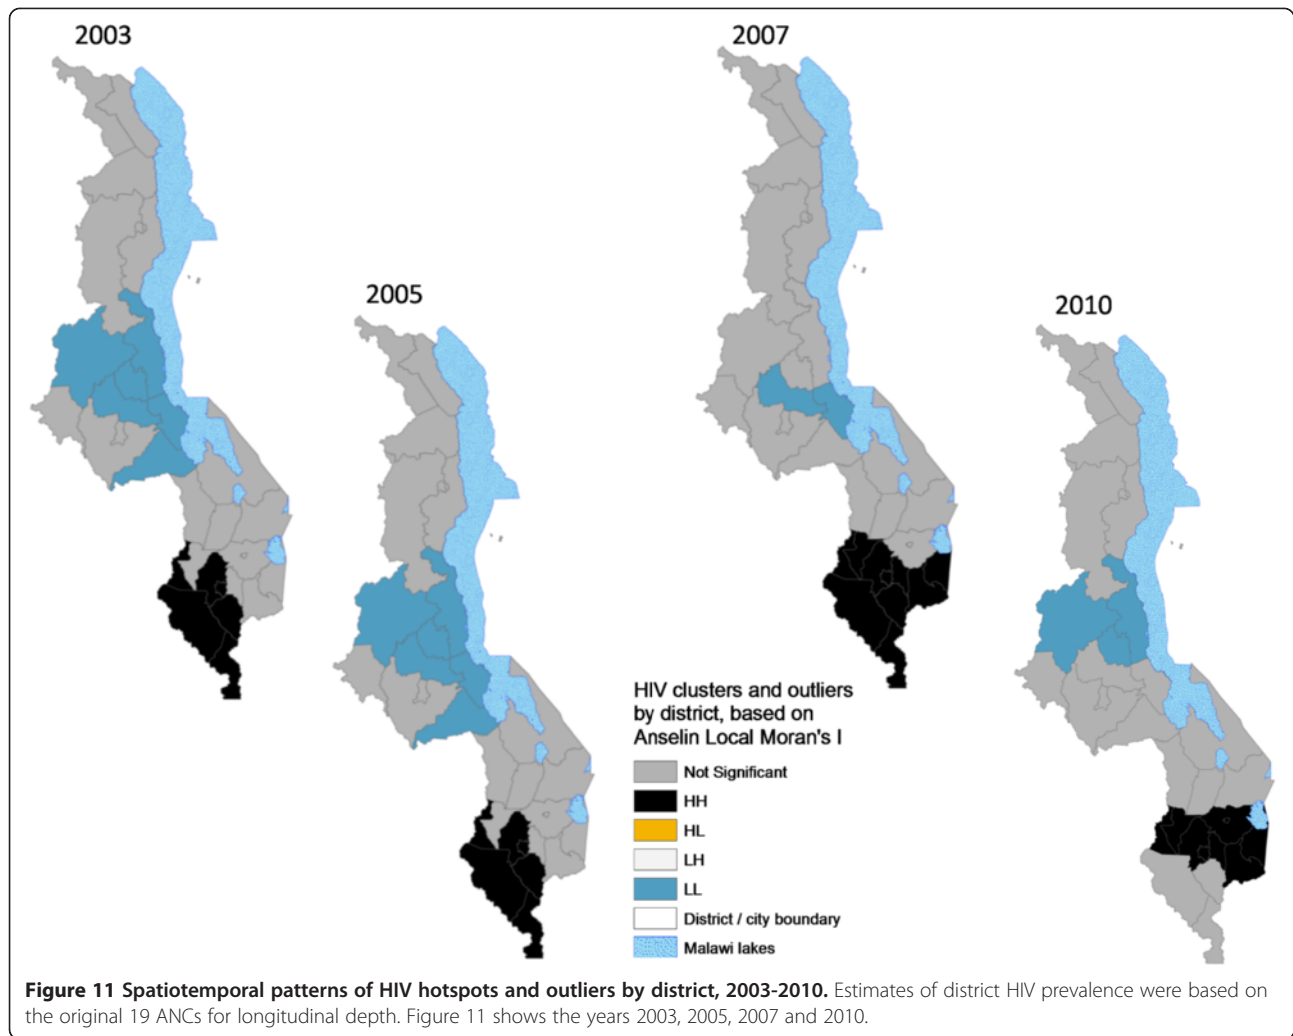 2003
2007
2005
2010
HIV clusters and outliers
by district, based on
Anselin Local Moran's I
Not Significant
HH
HL
LH
LL
District / city boundary
Malawi lakes
Figure 11 Spatiotemporal patterns of HIV hotspots and outliers by district, 2003-2010. Estimates of district HIV prevalence were based on
the original 19 ANCs for longitudinal depth. Figure 11 shows the years 2003, 2005, 2007 and 2010.